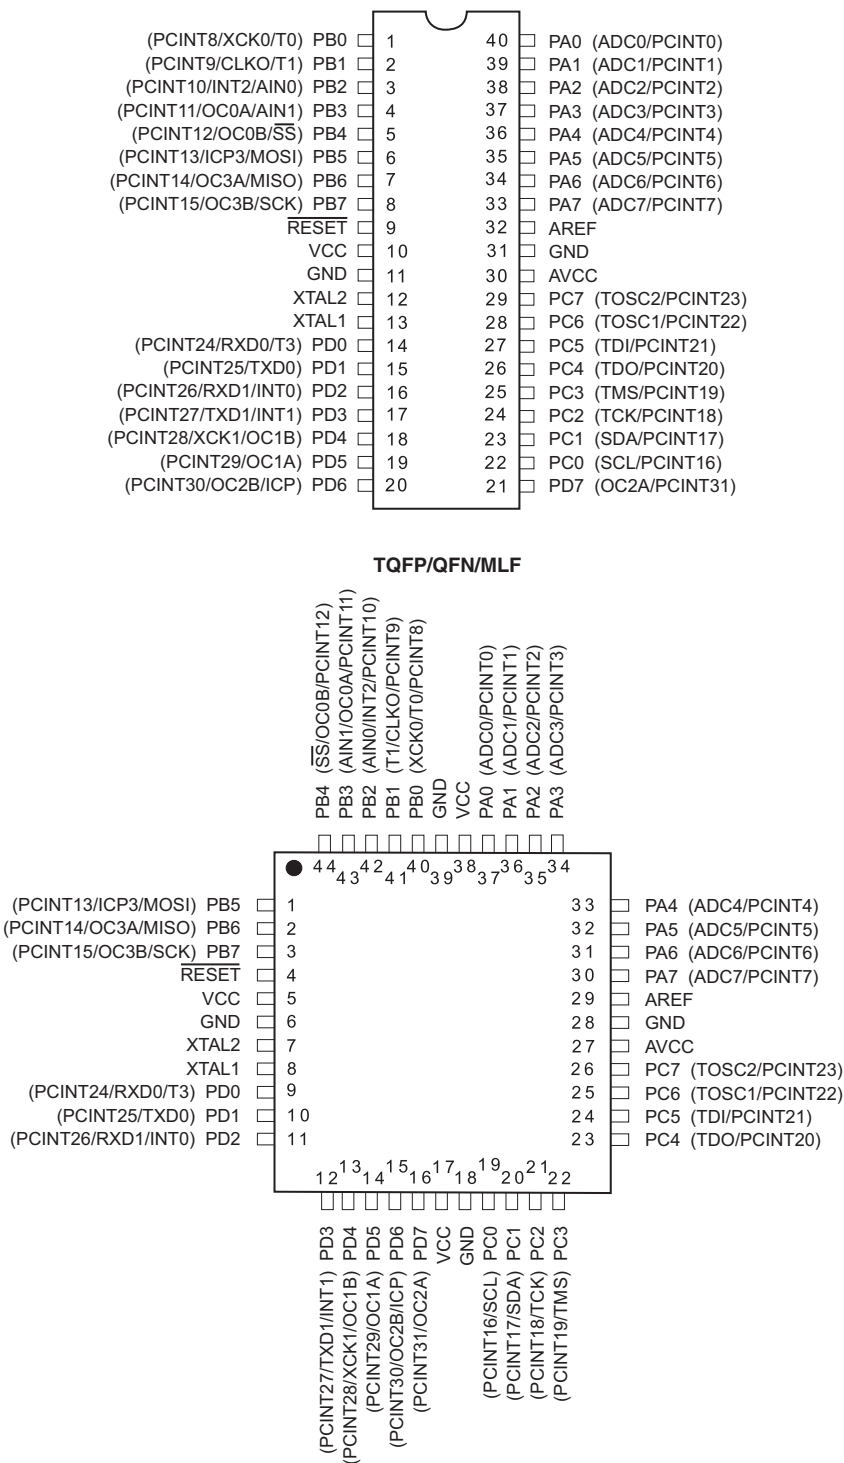 (PCINT8/XCK0/T0) PB0 1 40 PA0 (ADC0/PCINT0)
(PCINT9/CLKO/T1) PB1 2 39 PA1 (ADC1/PCINT1)
(PCINT10/INT2/AIN0) PB2 3 38 PA2 (ADC2/PCINT2)
(PCINT11/OC0A/AIN1) PB3 4 37 PA3 (ADC3/PCINT3)
(PCINT12/OC0B/SS) PB4 5 36 PA4 (ADC4/PCINT4)
(PCINT13/ICP3/MOSI) PB5 6 35 PA5 (ADC5/PCINT5)
(PCINT14/OC3A/MISO) PB6 7 34 PA6 (ADC6/PCINT6)
(PCINT15/OC3B/SCK) PB7 8 33 PA7 (ADC7/PCINT7)
RESET 9 32 AREF
VCC 10 31 GND
GND 11 30 AVCC
XTAL2 12 29 PC7 (TOSC2/PCINT23)
XTAL1 13 28 PC6 (TOSC1/PCINT22)
(PCINT24/RXD0/T3) PD0 14 27 PC5 (TDI/PCINT21)
(PCINT25/TXD0) PD1 15 26 PC4 (TDO/PCINT20)
(PCINT26/RXD1/INT0) PD2 16 25 PC3 (TMS/PCINT19)
(PCINT27/TXD1/INT1) PD3 17 24 PC2 (TCK/PCINT18)
(PCINT28/XCK1/OC1B) PD4 18 23 PC1 (SDA/PCINT17)
(PCINT29/OC1A) PD5 19 22 PC0 (SCL/PCINT16)
(PCINT30/OC2B/ICP) PD6 20 21 PD7 (OC2A/PCINT31)
TQFP/QFN/MLF
PB4 (SS/OC0B/PCINT12)
PB3 (AIN1/OC0A/PCINT11)
PB2 (AIN0/INT2/PCINT10)
PB1 (T1/CLKO/PCINT9)
PB0 (XCK0/T0/PCINT8)
GND
VCC
PA0 (ADC0/PCINT0)
PA1 (ADC1/PCINT1)
PA2 (ADC2/PCINT2)
PA3 (ADC3/PCINT3)
44 43 42 41 40 39 38 37 36 35 34
(PCINT13/ICP3/MOSI) PB5 1 33 PA4 (ADC4/PCINT4)
(PCINT14/OC3A/MISO) PB6 2 32 PA5 (ADC5/PCINT5)
(PCINT15/OC3B/SCK) PB7 3 31 PA6 (ADC6/PCINT6)
RESET 4 30 PA7 (ADC7/PCINT7)
VCC 5 29 AREF
GND 6 28 GND
XTAL2 7 27 AVCC
XTAL1 8 26 PC7 (TOSC2/PCINT23)
(PCINT24/RXD0/T3) PD0 9 25 PC6 (TOSC1/PCINT22)
(PCINT25/TXD0) PD1 10 24 PC5 (TDI/PCINT21)
(PCINT26/RXD1/INT0) PD2 11 23 PC4 (TDO/PCINT20)
12 13 14 15 16 17 18 19 20 21 22
(PCINT27/TXD1/INT1) PD3
(PCINT28/XCK1/OC1B) PD4
(PCINT29/OC1A) PD5
(PCINT30/OC2B/ICP) PD6
(PCINT31/OC2A) PD7
VCC
GND
(PCINT16/SCL) PC0
(PCINT17/SDA) PC1
(PCINT18/TCK) PC2
(PCINT19/TMS) PC3